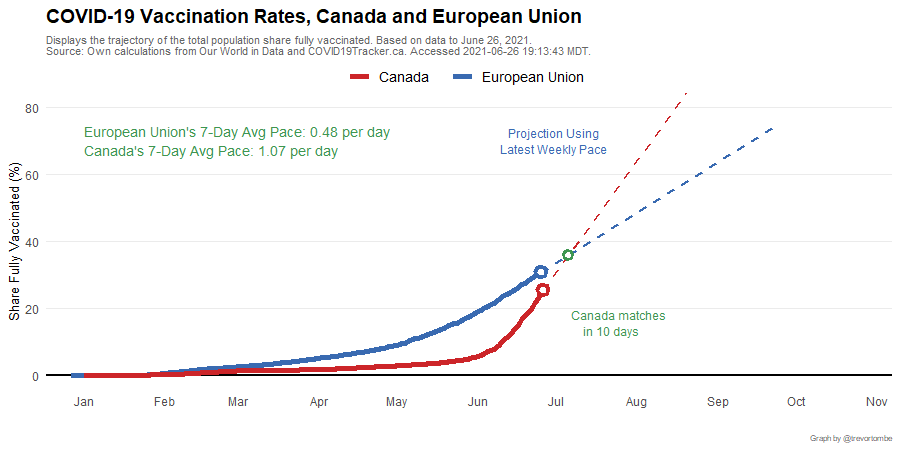 COVID-19 Vaccination Rates, Canada and European Union
Displays the trajectory of the total population share fully vaccinated. Based on data to June 26, 2021.
Source: Own calculations from Our World in Data and COVID19Tracker.ca. Accessed 2021-06-26 19:13:43 MDT.
Canada
European Union
80
60
40
20
0
Share Fully Vaccinated (%)
European Union's 7-Day Avg Pace: 0.48 per day
Canada's 7-Day Avg Pace: 1.07 per day
Projection Using
Latest Weekly Pace
Canada matches
in 10 days
Jan
Feb
Mar
Apr
May
Jun
Jul
Aug
Sep
Oct
Nov
Graph by @trevortombe